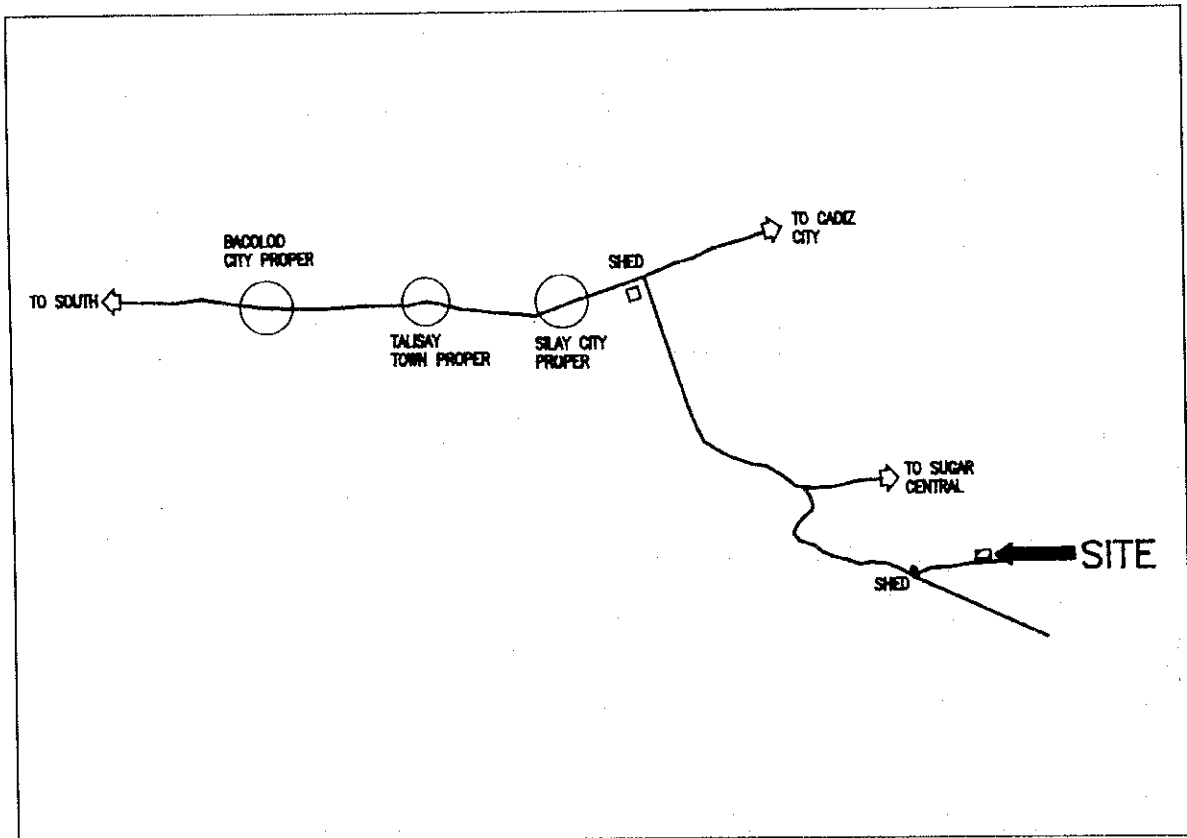 TO CADIZ
CITY
BACOLOD
CITY PROPER
SHED
TO SOUTH
TALISAY
TOWN PROPER
SILAY CITY
PROPER
TO SUGAR
CENTRAL
SITE
SHED